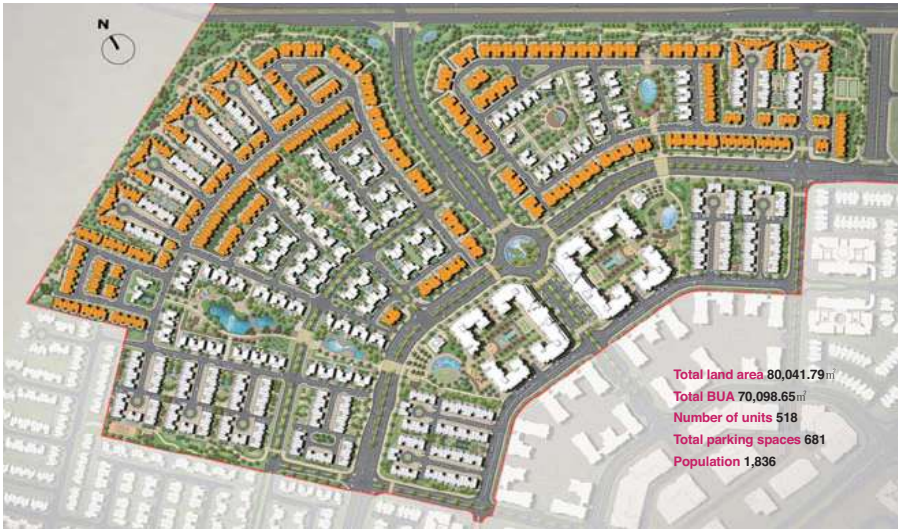 N
Total land area 80,041.79㎡
Total BUA 70,098.65㎡
Number of units 518
Total parking spaces 681
Population 1,836